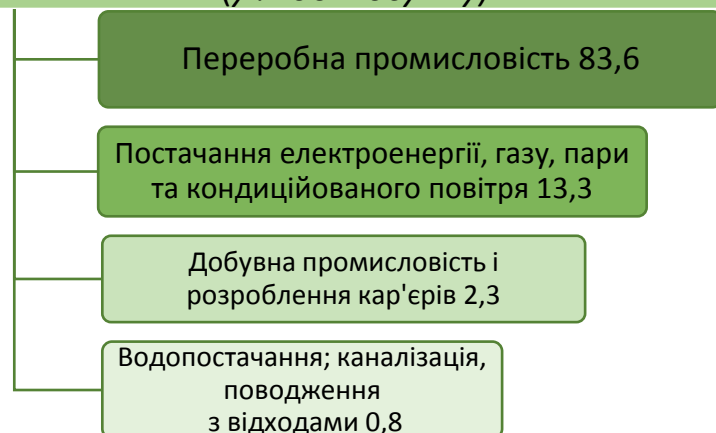 Переробна промисловість 83,6
Постачання електроенергії, газу, пари
та кондиційованого повітря 13,3
Добувна промисловість і
розроблення кар'єрів 2,3
Водопостачання; каналізація,
поводження
з відходами 0,8